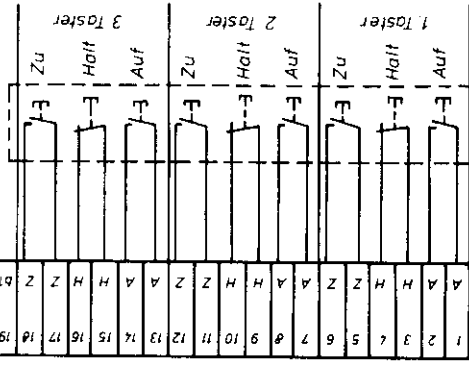 3 Taster 2 Taster 1. Taster
Zu Halt Auf Zu Halt Auf Zu Halt Auf
Z Z H H A A Z Z H H A A Z Z H H A A
19 18 17 16 15 14 13 12 11 10 9 8 7 6 5 4 3 2 1